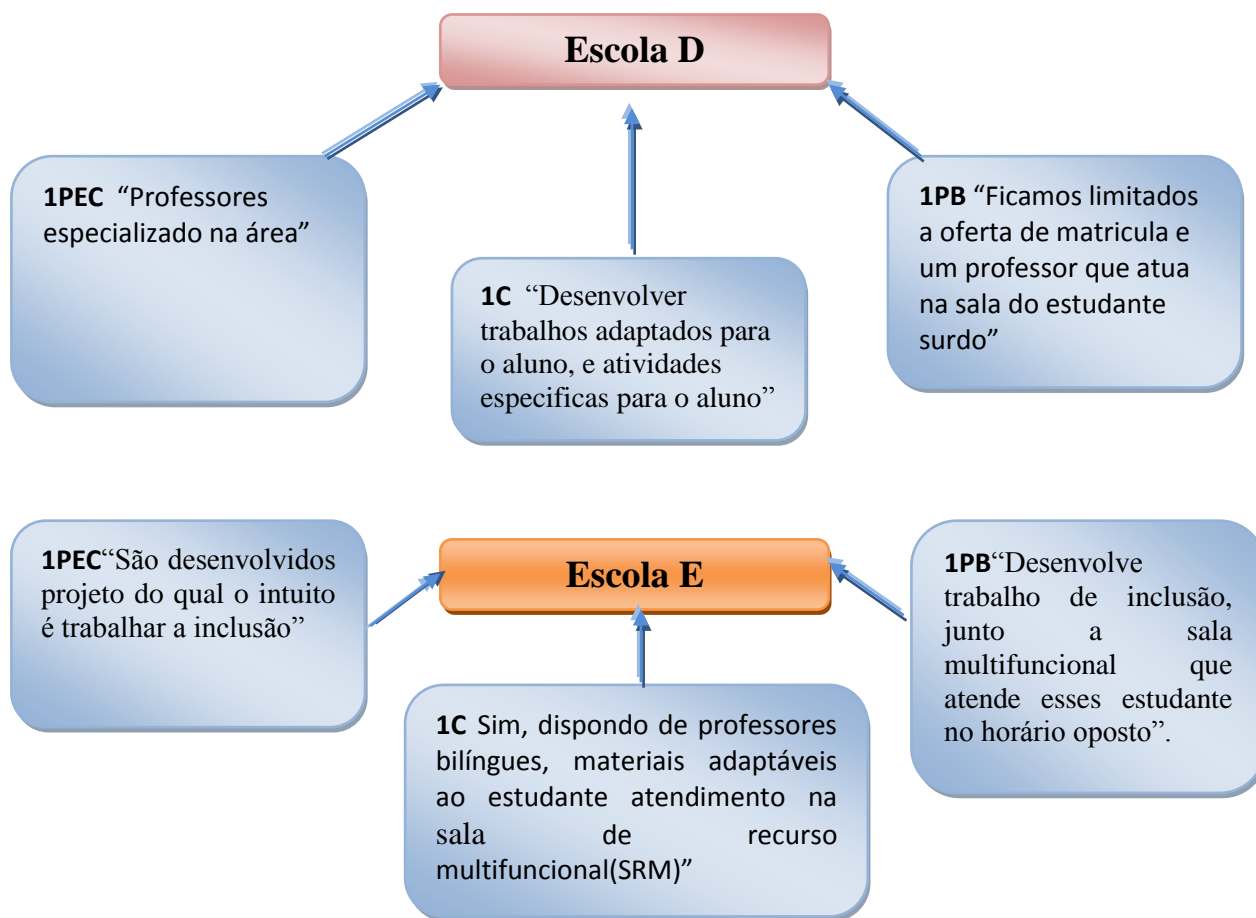 Escola D
1PEC “Professores
especializado na área”
1C “Desenvolver
trabalhos adaptados para
o aluno, e atividades
especificas para o aluno”
1PB “Ficamos limitados
a oferta de matricula e
um professor que atua
na sala do estudante
surdo”
Escola E
1PEC“São desenvolvidos
projeto do qual o intuito
é trabalhar a inclusão”
1C Sim, dispondo de professores
bilíngues, materiais adaptáveis
ao estudante atendimento na
sala de recurso
multifuncional(SRM)”
1PB“Desenvolve
trabalho de inclusão,
junto a sala
multifuncional que
atende esses estudante
no horário oposto”.